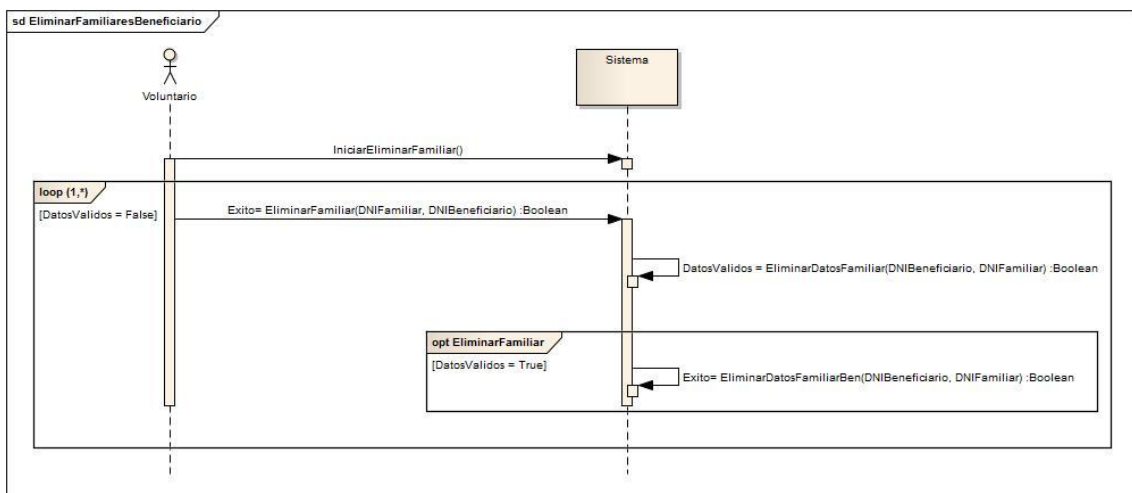 sd EliminarFamiliaresBeneficiario
Voluntario
Sistema
IniciarEliminarFamiliar()
loop (1,*)
[DatosValidos = False]
Exito= EliminarFamiliar(DNIFamiliar, DNIBeneficiario) :Boolean
DatosValidos = EliminarDatosFamiliar(DNIBeneficiario, DNIFamiliar) :Boolean
opt EliminarFamiliar
[DatosValidos = True]
Exito= EliminarDatosFamiliarBen(DNIBeneficiario, DNIFamiliar) :Boolean